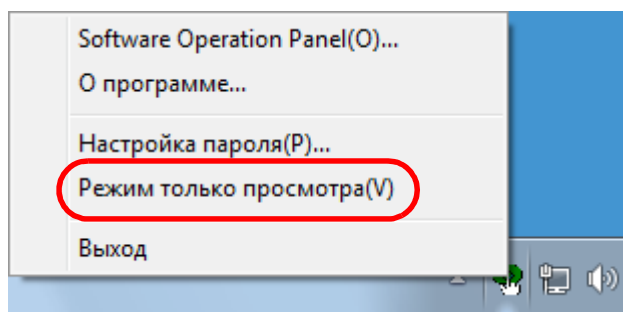 Software Operation Panel(O)...
О программе...
Настройка пароля(P)...
Режим только просмотра(V)
Выход